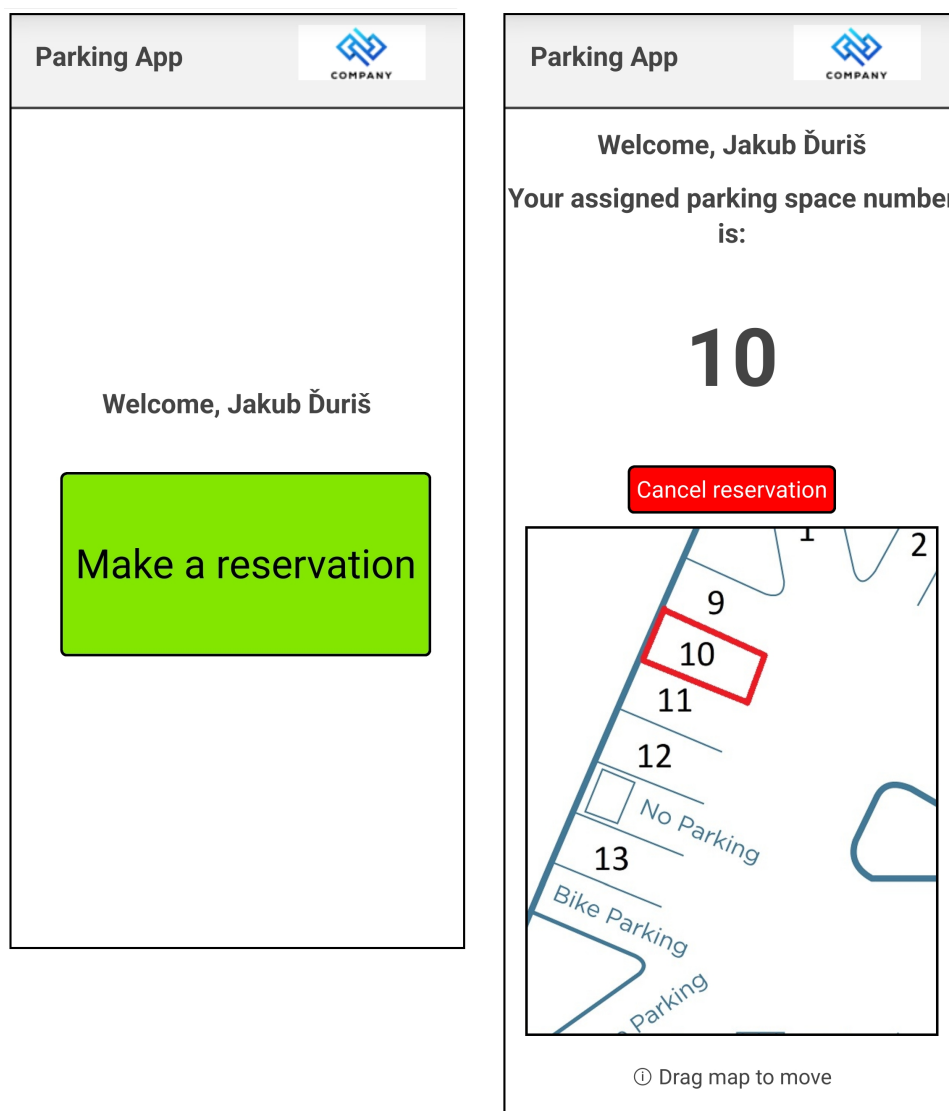 Parking App
COMPANY
Welcome, Jakub Ďuriš
Make a reservation
Parking App
COMPANY
Welcome, Jakub Ďuriš
Your assigned parking space number
is:
10
Cancel reservation
1
2
9
10
11
12
No Parking
13
Bike Parking
Parking
ⓘ Drag map to move